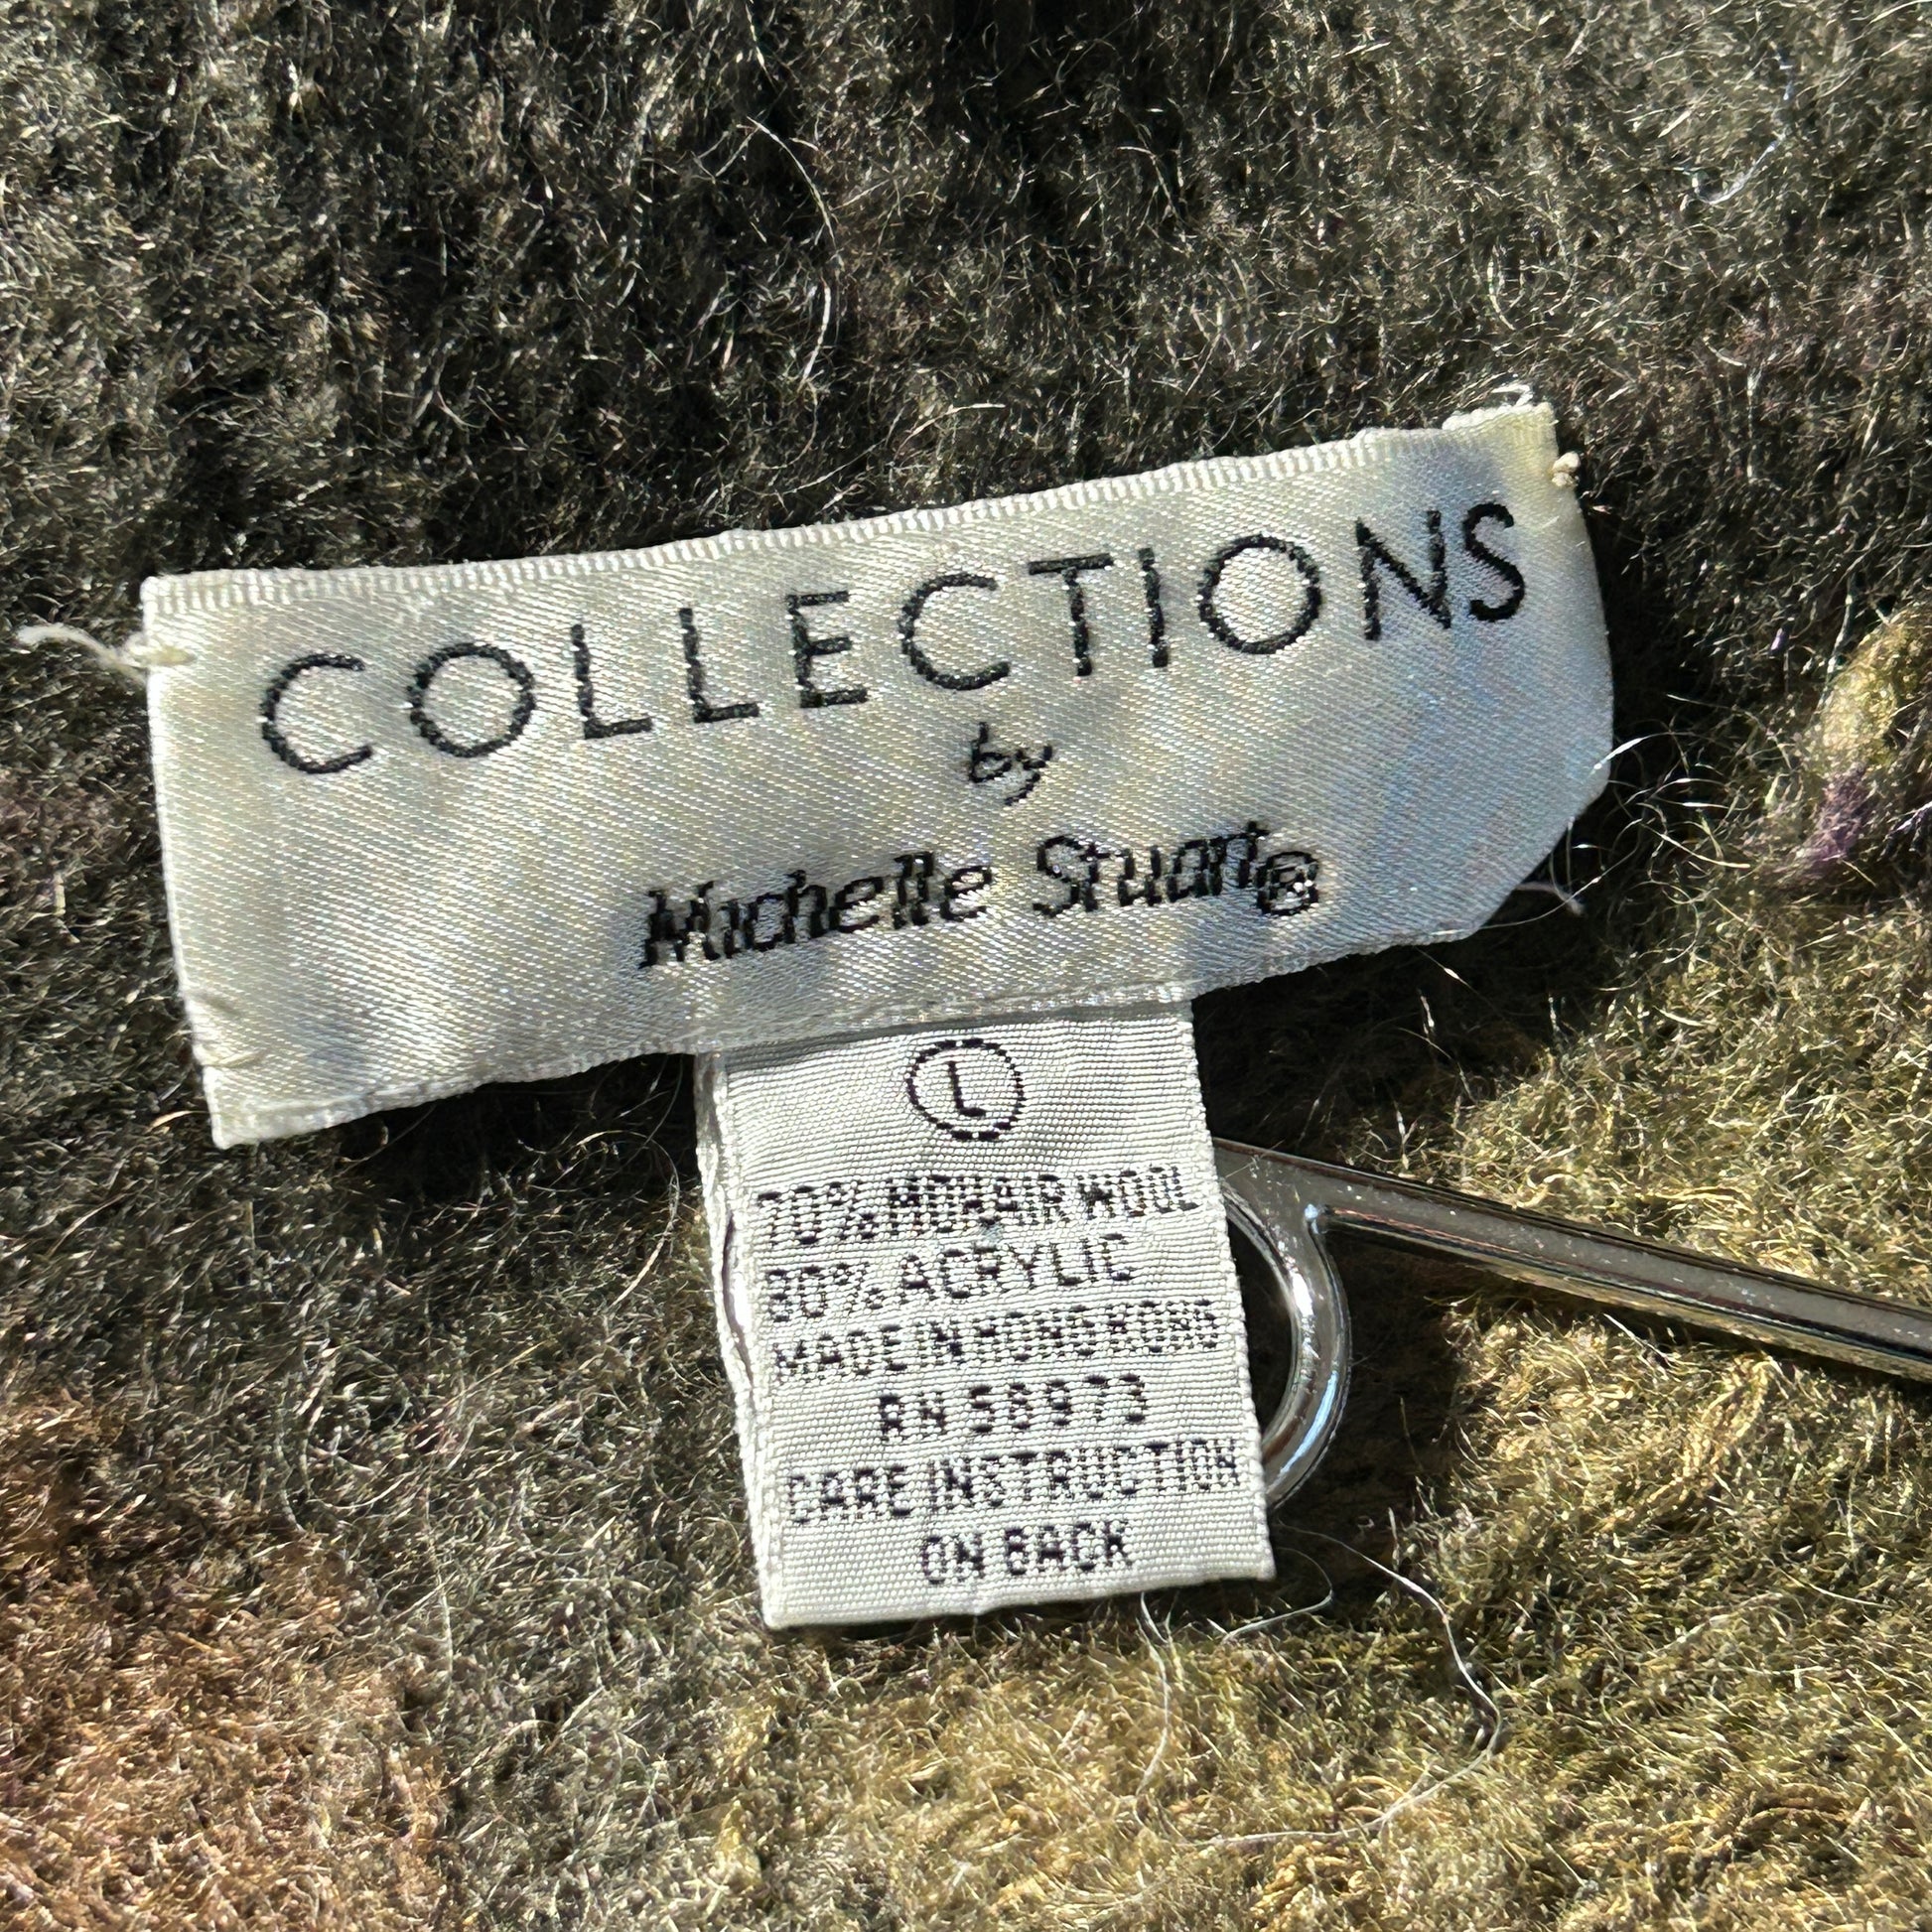 COLLECTIONS
by
Michelle Stuart®
L
70% MOHAIR WOOL
30% ACRYLIC
MADE IN HONG KONG
RN 58973
CARE INSTRUCTION
ON BACK